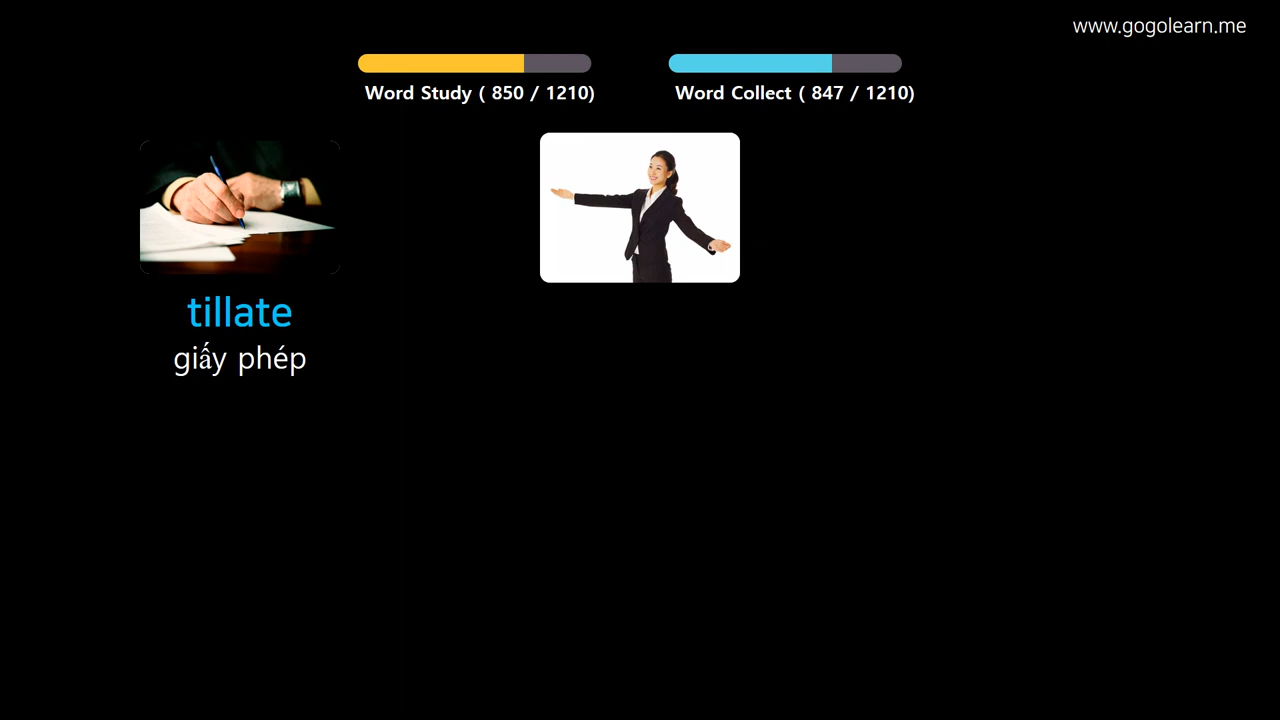 www.gogolearn.me
Word Study ( 850 / 1210)
Word Collect ( 847 / 1210)
tillate
giấy phép